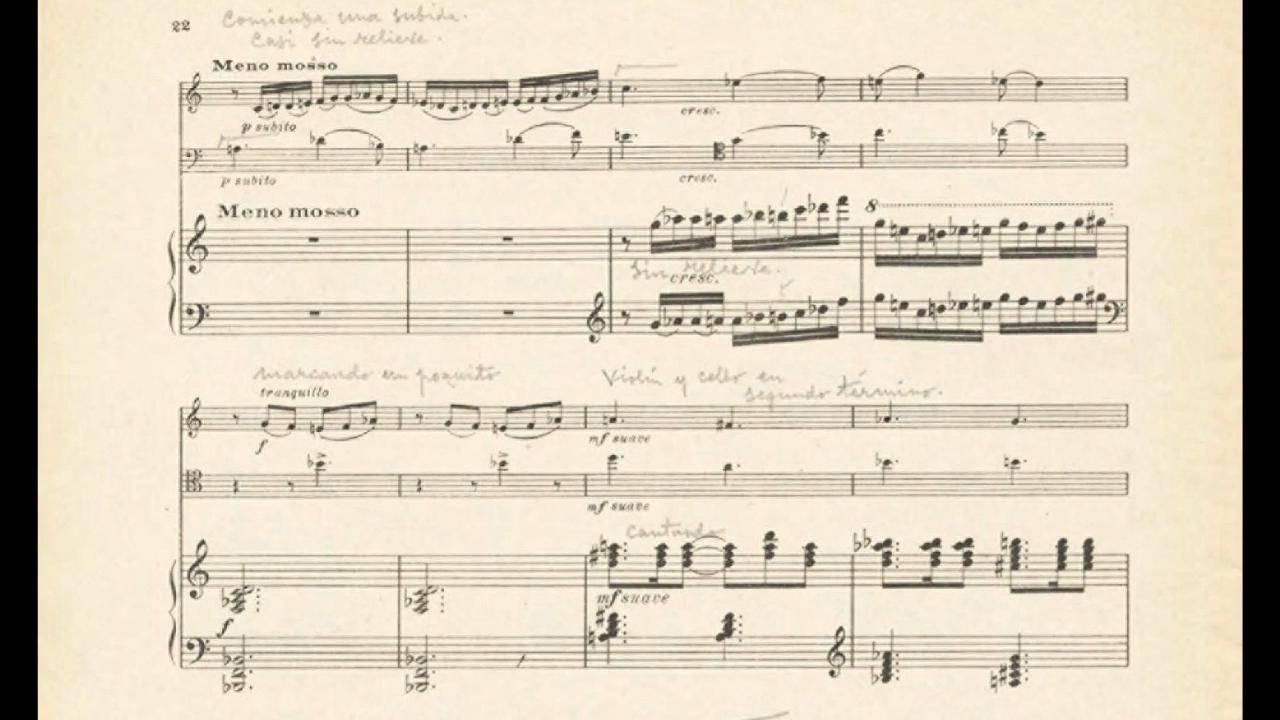 22
Comienza una subida.
Casi sin relieve.
Meno mosso
p subito
cresc.
p subito
cresc.
Meno mosso
8
sin relieve.
cresc.
marcando un poquito
Violín y cello en
segundo término.
tranquillo
f
mf suave
mf suave
cantando
mf suave
f